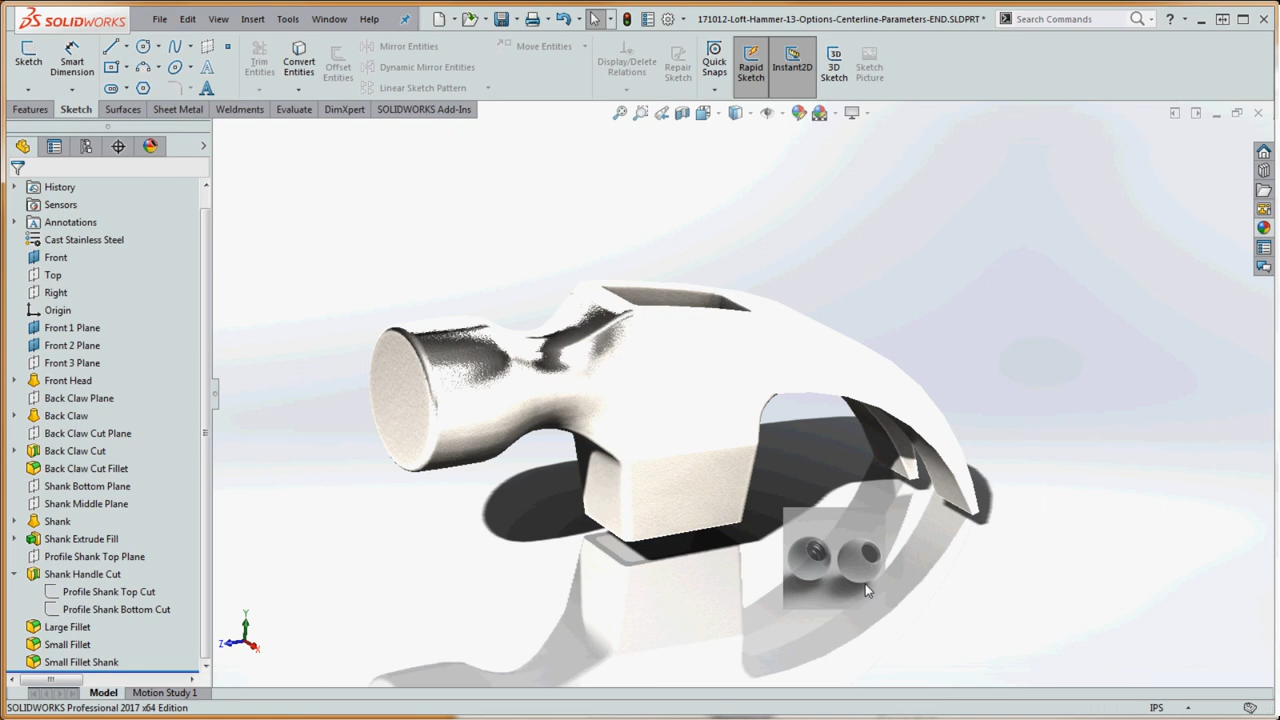 SOLIDWORKS
File Edit View Insert Tools Window Help
171012-Loft-Hammer-13-Options-Centerline-Parameters-END.SLDPRT *
Search Commands
Sketch
Smart Dimension
Trim Entities
Convert Entities
Offset Entities
Mirror Entities
Dynamic Mirror Entities
Linear Sketch Pattern
Move Entities
Display/Delete Relations
Repair Sketch
Quick Snaps
Rapid Sketch
Instant2D
3D Sketch
Sketch Picture
Features Sketch Surfaces Sheet Metal Weldments Evaluate DimXpert SOLIDWORKS Add-Ins
History
Sensors
Annotations
Cast Stainless Steel
Front
Top
Right
Origin
Front 1 Plane
Front 2 Plane
Front 3 Plane
Front Head
Back Claw Plane
Back Claw
Back Claw Cut Plane
Back Claw Cut
Back Claw Cut Fillet
Shank Bottom Plane
Shank Middle Plane
Shank
Shank Extrude Fill
Profile Shank Top Plane
Shank Handle Cut
Profile Shank Top Cut
Profile Shank Bottom Cut
Large Fillet
Small Fillet
Small Fillet Shank
Y
Z
X
Model Motion Study 1
SOLIDWORKS Professional 2017 x64 Edition
IPS